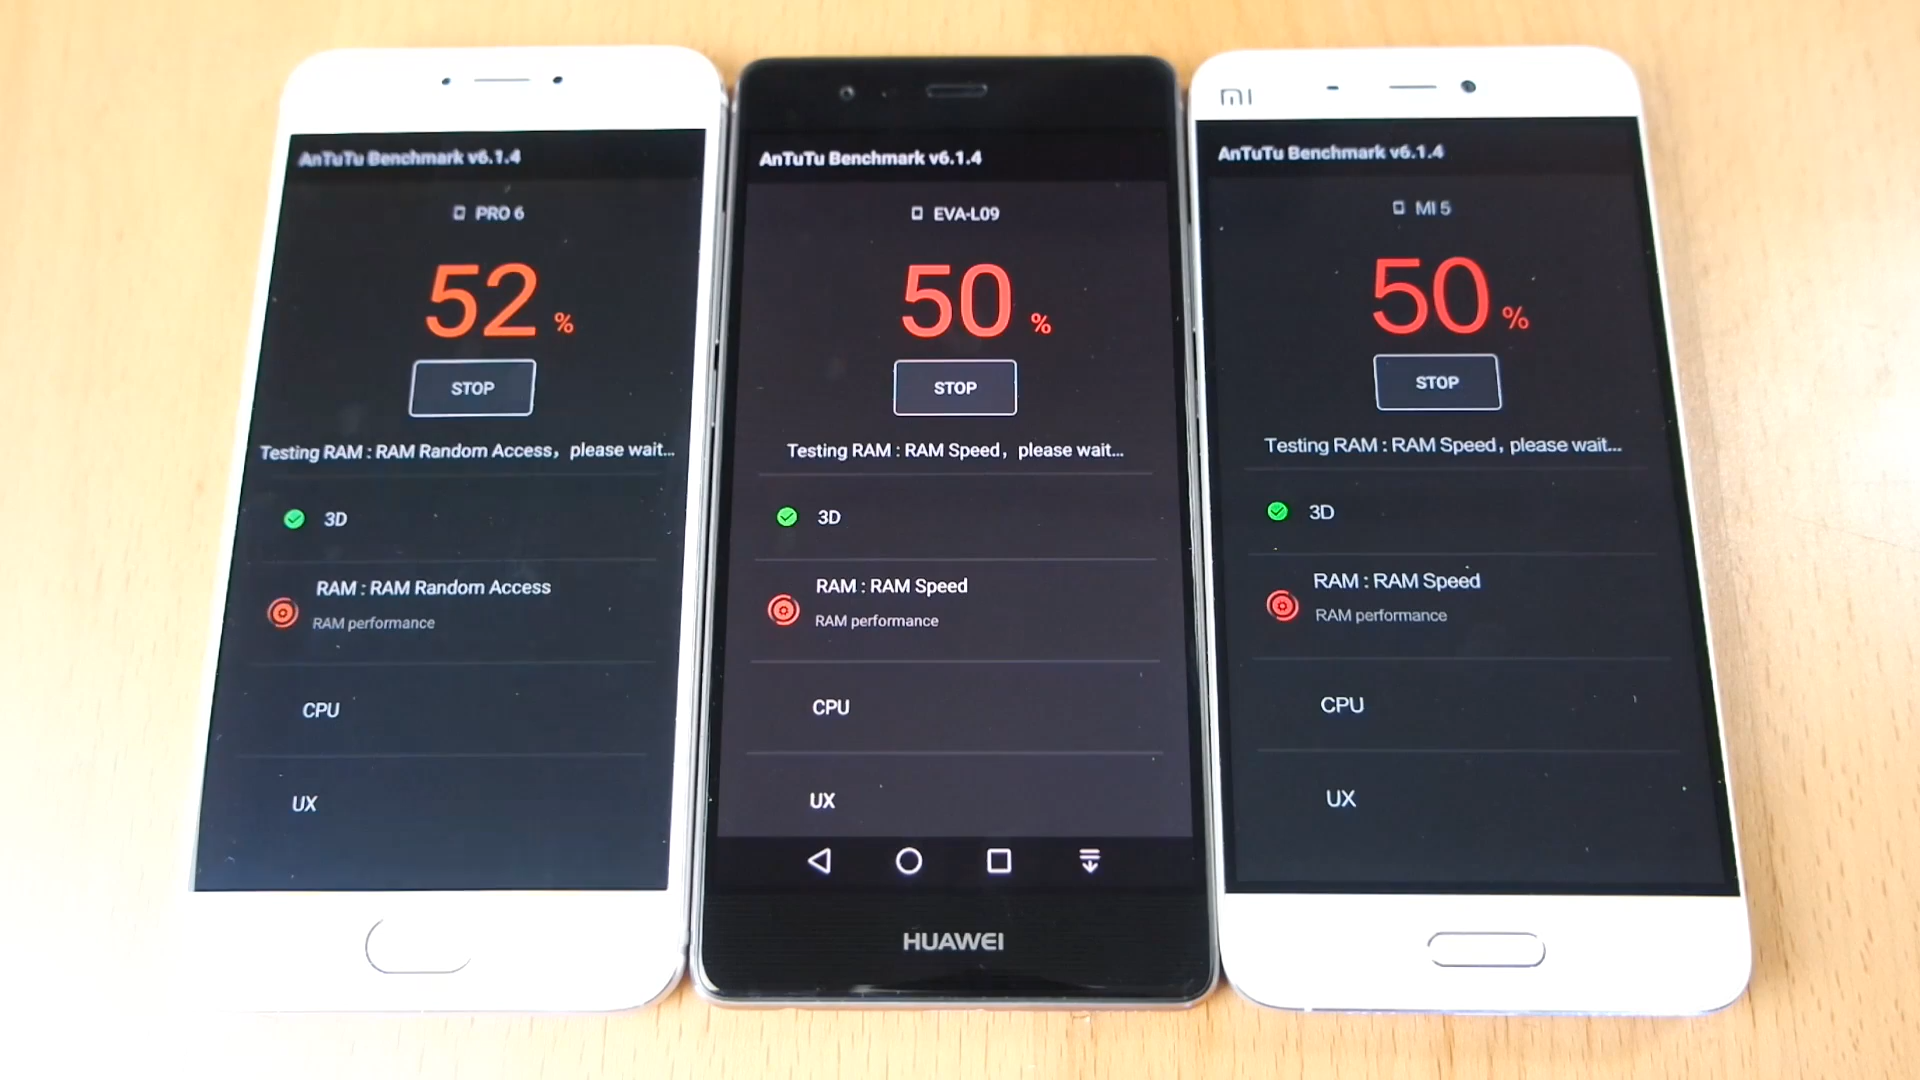 AnTuTu Benchmark v6.1.4
PRO 6
52 %
STOP
Testing RAM : RAM Random Access, please wait...
3D
RAM : RAM Random Access
RAM performance
CPU
UX
AnTuTu Benchmark v6.1.4
EVA-L09
50 %
STOP
Testing RAM : RAM Speed, please wait...
3D
RAM : RAM Speed
RAM performance
CPU
UX
HUAWEI
MI
AnTuTu Benchmark v6.1.4
MI 5
50 %
STOP
Testing RAM : RAM Speed, please wait...
3D
RAM : RAM Speed
RAM performance
CPU
UX